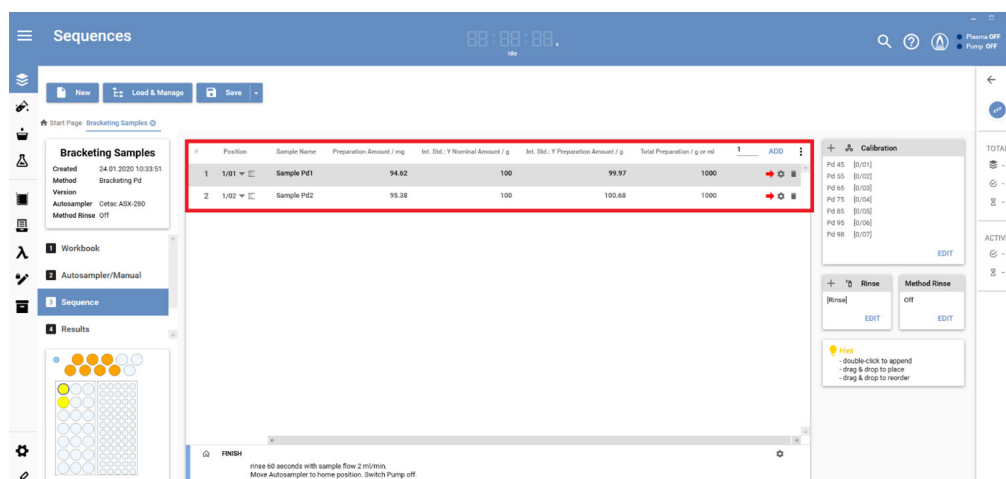 Sequences
88:88:88.
Idle
Plasma OFF
Pump OFF
New
Load & Manage
Save
Start Page
Bracketing Samples
Bracketing Samples
Created 24.01.2020 10:33:51
Method Bracketing Pd
Version
Autosampler Cetac ASX-280
Method Rinse Off
1 Workbook
2 Autosampler/Manual
3 Sequence
4 Results
Position Sample Name Preparation Amount / mg Int. Std.: Y Nominal Amount / g Int. Std.: Y Preparation Amount / g Total Preparation / g or ml 1 ADD
1 1/01 Sample Pd1 94.62 100 99.97 1000
2 1/02 Sample Pd2 95.38 100 100.68 1000
FINISH
rinse 60 seconds with sample flow 2 ml/min.
Move Autosampler to home position. Switch Pump off.
+ Calibration
Pd 45 [0/01]
Pd 55 [0/02]
Pd 65 [0/03]
Pd 75 [0/04]
Pd 85 [0/05]
Pd 95 [0/06]
Pd 98 [0/07]
EDIT
+ Rinse
[Rinse]
EDIT
Method Rinse
Off
EDIT
Hint
- double-click to append
- drag & drop to place
- drag & drop to reorder
TOTAL
-
-
-
ACTIV
-
-